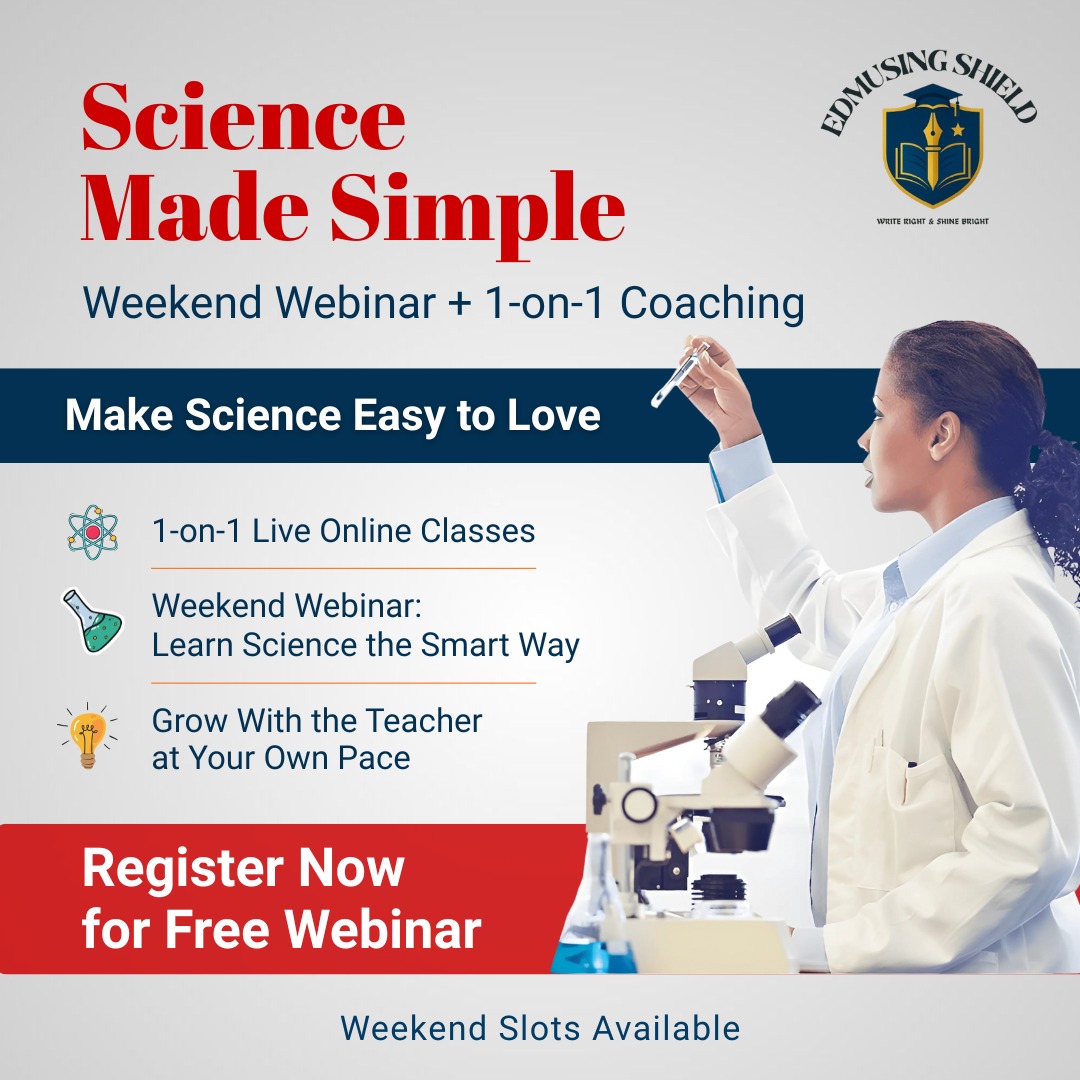 Science
Made Simple
EDMUSING SHIELD
WRITE RIGHT & SHINE BRIGHT
Weekend Webinar + 1-on-1 Coaching
Make Science Easy to Love
1-on-1 Live Online Classes
Weekend Webinar:
Learn Science the Smart Way
Grow With the Teacher
at Your Own Pace
Register Now
for Free Webinar
Weekend Slots Available